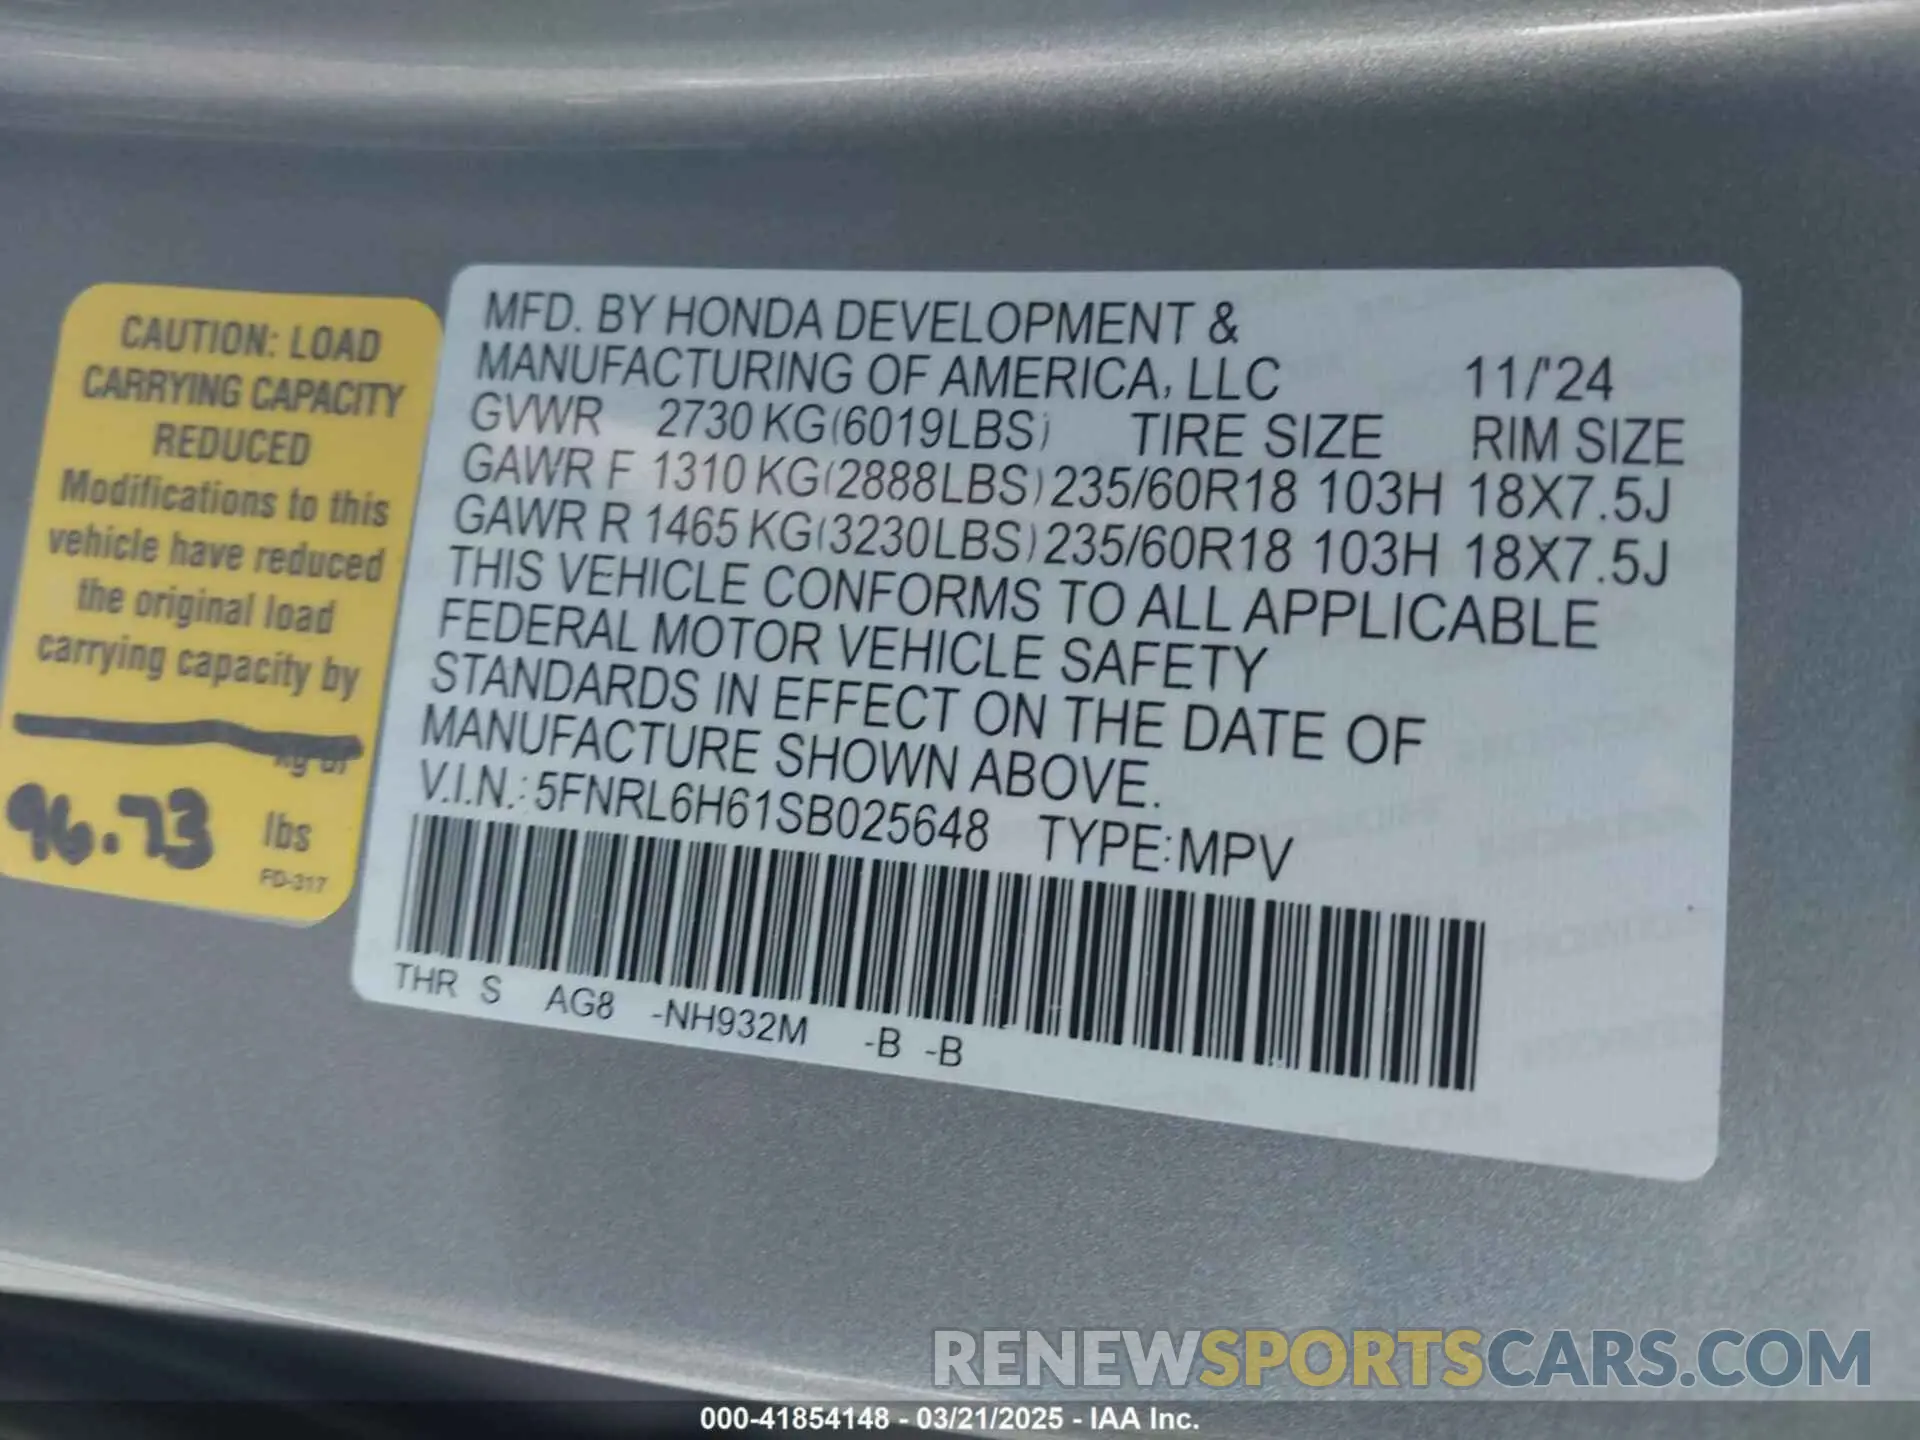 CAUTION: LOAD
CARRYING CAPACITY
REDUCED
Modifications to this
vehicle have reduced
the original load
carrying capacity by
kg or
96.73 lbs
FD-317
MFD. BY HONDA DEVELOPMENT &
MANUFACTURING OF AMERICA, LLC 11/'24
GVWR 2730 KG(6019LBS) TIRE SIZE RIM SIZE
GAWR F 1310 KG(2888LBS) 235/60R18 103H 18X7.5J
GAWR R 1465 KG(3230LBS) 235/60R18 103H 18X7.5J
THIS VEHICLE CONFORMS TO ALL APPLICABLE
FEDERAL MOTOR VEHICLE SAFETY
STANDARDS IN EFFECT ON THE DATE OF
MANUFACTURE SHOWN ABOVE.
V.I.N.: 5FNRL6H61SB025648 TYPE:MPV
THR S AG8 -NH932M -B -B
RENEWSPORTSCARS.COM
000-41854148 - 03/21/2025 - IAA Inc.